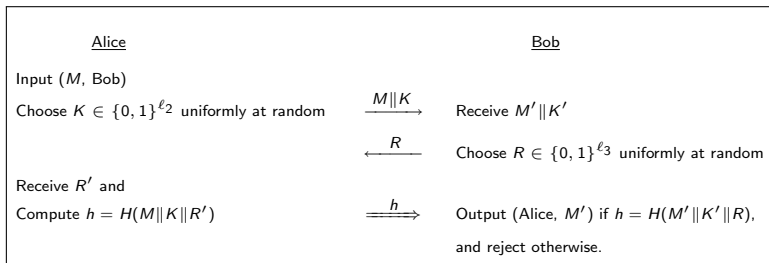 Alice Bob
Input (M, Bob)
Choose K ∈ {0, 1}^ℓ2 uniformly at random M‖K Receive M′‖K′
R Choose R ∈ {0, 1}^ℓ3 uniformly at random
Receive R′ and
Compute h = H(M‖K‖R′) h Output (Alice, M′) if h = H(M′‖K′‖R),
and reject otherwise.